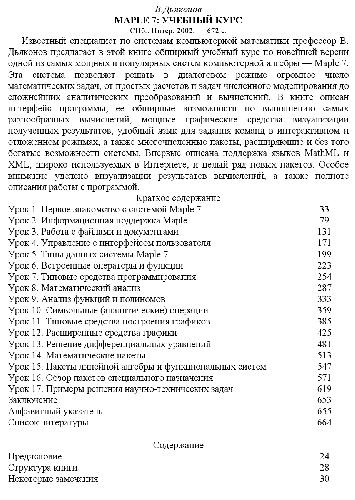 В.Дьяконов
MAPLE 7: УЧЕБНЫЙ КУРС
СПб.: Питер, 2002. — 672 с.
Известный специалист по системам компьютерной математики профессор В.
Дьяконов предлагает в этой книге обширный учебный курс по новейшей версии
одной из самых мощных и популярных систем компьютерной алгебры — Maple 7.
Эта система позволяет решать в диалоговом режиме огромное число
математических задач, от простых расчетов и задач численного моделирования до
сложнейших аналитических преобразований и вычислений. В книге описан
интерфейс программы, ее обширные возможности по выполнению самых
разнообразных вычислений, мощные графические средства визуализации
полученных результатов, удобный язык для задания команд в интерактивном и
отложенном режимах, а также многочисленные пакеты, расширяющие и без того
богатые возможности системы. Впервые описана поддержка языков MathML и
XML, широко используемых в Интернете, и целый ряд новых пакетов. Особое
внимание уделено визуализации результатов вычислений, а также полноте
описания работы с программой.
Краткое содержание
Урок 1. Первое знакомство с системой Maple 7 33
Урок 2. Информационная поддержка Maple 79
Урок 3. Работа с файлами и документами 131
Урок 4. Управление с интерфейсом пользователя 171
Урок 5. Типы данных системы Maple 7 199
Урок 6. Встроенные операторы и функции 223
Урок 7. Типовые средства программирования 254
Урок 8. Математический анализ 287
Урок 9. Анализ функций и полиномов 333
Урок 10. Символьные (аналитические) операции 359
Урок 11. Типовые средства построения графиков 385
Урок 12. Расширенные средства графики 425
Урок 13. Решение дифференциальных уравнений 481
Урок 14. Математические пакеты 513
Урок 15. Пакеты линейной алгебры и функциональных систем 547
Урок 16. Обзор пакетов специального назначения 571
Урок 17. Примеры решения научно-технических задач 619
Заключение 653
Алфавитный указатель 655
Список литературы 664
Содержание
Предисловие 24
Структура книги 28
Некоторые замечания 30